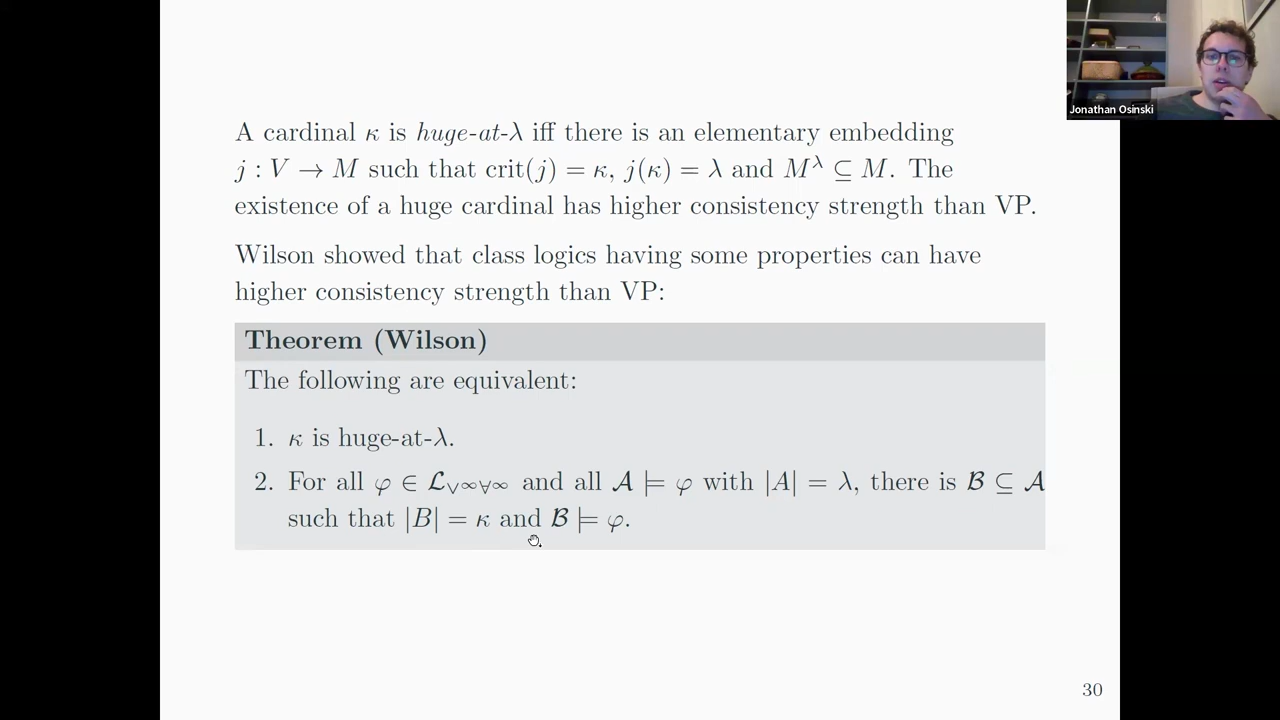 Jonathan Osinski
A cardinal κ is huge-at-λ iff there is an elementary embedding
j : V → M such that crit(j) = κ, j(κ) = λ and M^λ ⊆ M. The
existence of a huge cardinal has higher consistency strength than VP.
Wilson showed that class logics having some properties can have
higher consistency strength than VP:
Theorem (Wilson)
The following are equivalent:
1. κ is huge-at-λ.
2. For all φ ∈ 𝓛_{∨∞∀∞} and all 𝓐 ⊨ φ with |A| = λ, there is 𝓑 ⊆ 𝓐
such that |B| = κ and 𝓑 ⊨ φ.
30